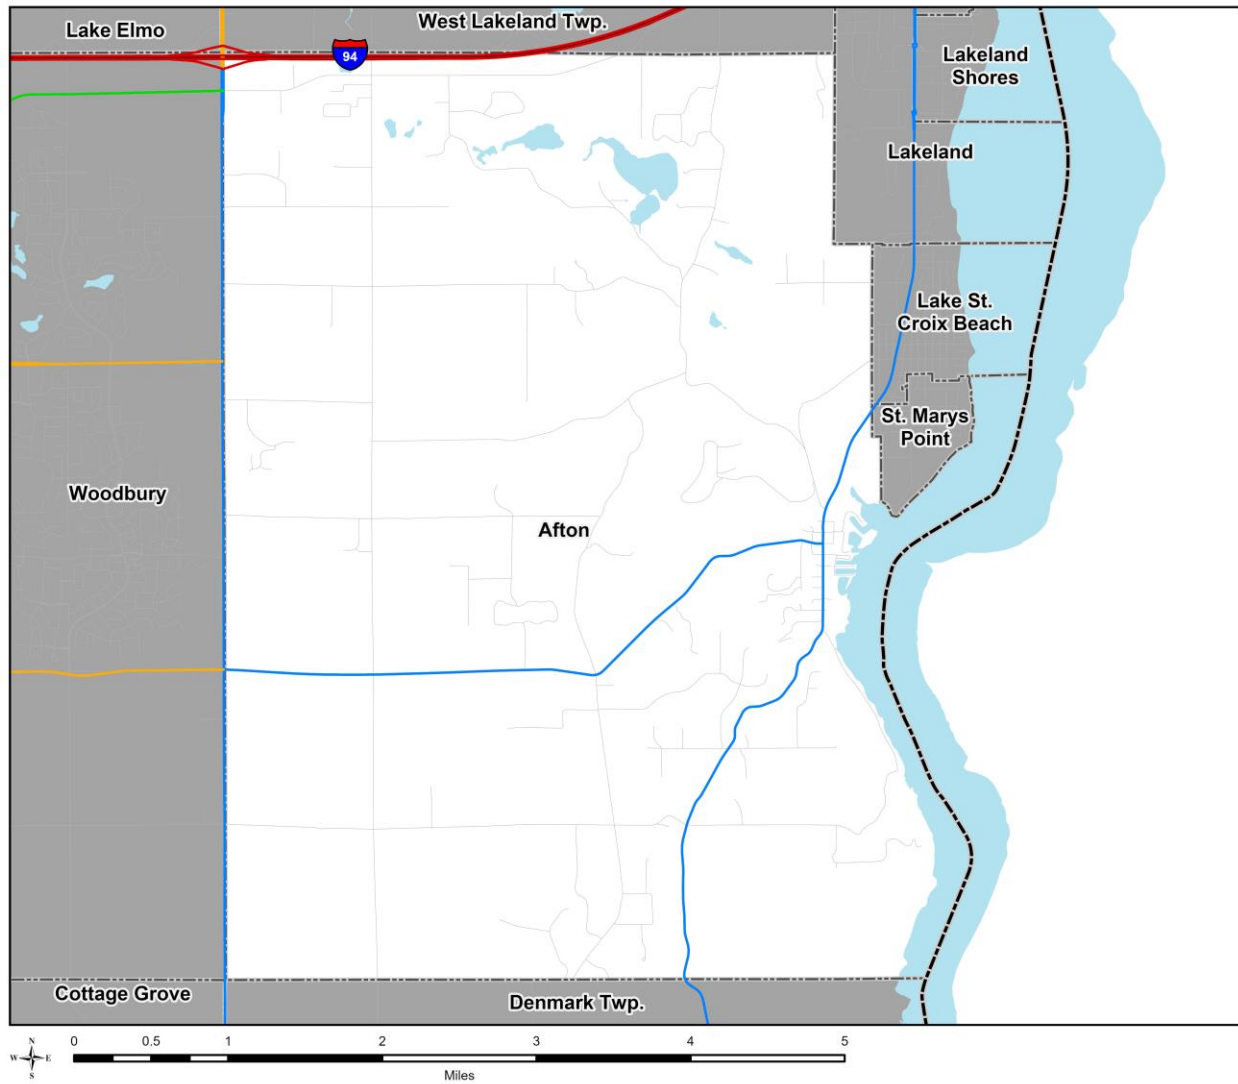 West Lakeland Twp.
Lake Elmo
94
Lakeland
Shores
Lakeland
Lake St.
Croix Beach
St. Marys
Point
Woodbury
Afton
Cottage Grove
Denmark Twp.
N
W E
S
0 0.5 1 2 3 4 5
Miles